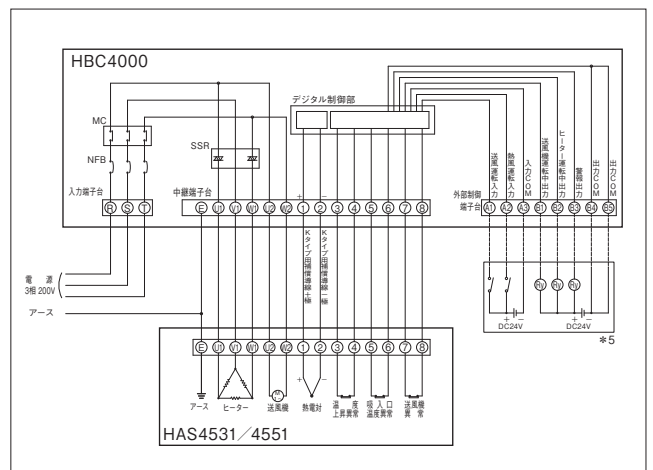 HBC4000
デジタル制御部
MC
SSR
NFB
入力端子台
中継端子台
外部制御
端子台
送風運転入力
熱風運転入力
入力COM
送風機運転中出力
ヒーター運転中出力
警報出力
出力COM
出力COM
R S T
E U1 V1 W1 U2 W2 1 2 3 4 5 6 7 8
A1 A2 A3 B1 B2 B3 B4 B5
+ −
Kタイプ用補償導線+極
Kタイプ用補償導線−極
電 源
3相 200V
アース
Ry Ry Ry
+ −
DC24V
+ −
DC24V
*5
E U1 V1 W1 U2 W2 1 2 3 4 5 6 7 8
M
+ −
アース
ヒーター
送風機
熱電対
温 度
上昇異常
吸 入 口
温度異常
送風機
異 常
HAS4531/4551